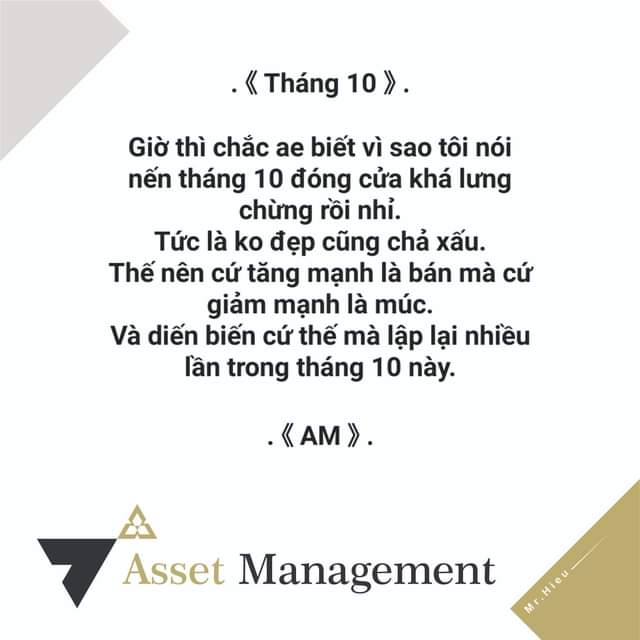 .《 Tháng 10 》.
Giờ thì chắc ae biết vì sao tôi nói
nến tháng 10 đóng cửa khá lưng
chừng rồi nhỉ.
Tức là ko đẹp cũng chả xấu.
Thế nên cứ tăng mạnh là bán mà cứ
giảm mạnh là múc.
Và diến biến cứ thế mà lập lại nhiều
lần trong tháng 10 này.
.《 AM 》.
Asset Management
Mr.Hieu